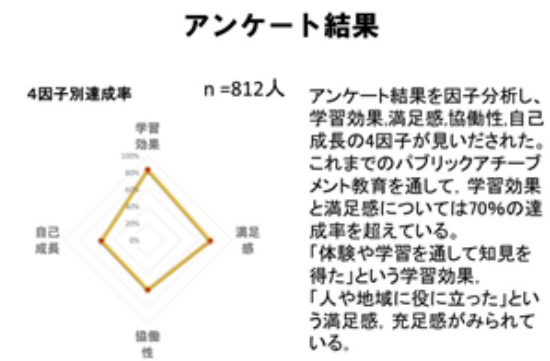 アンケート結果
4因子別達成率
n =812人
学習
効果
100%
80%
60%
40%
20%
0%
自己
成長
満足
感
協働
性
アンケート結果を因子分析し、
学習効果,満足感,協働性,自己
成長の4因子が見いだされた。
これまでのパブリックアチーブ
メント教育を通して，学習効果
と満足感については70%の達
成率を超えている。
「体験や学習を通して知見を
得た」という学習効果，
「人や地域に役に立った」とい
う満足感，充足感がみられて
いる。